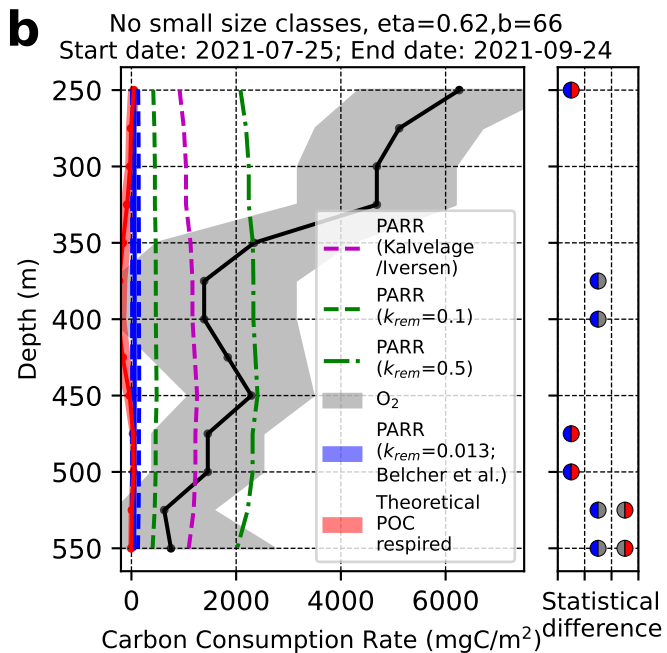 b
No small size classes, eta=0.62,b=66
Start date: 2021-07-25; End date: 2021-09-24
250
300
350
400
450
500
550
Depth (m)
PARR
(Kalvelage
/Iversen)
PARR
(k_rem=0.1)
PARR
(k_rem=0.5)
O₂
PARR
(k_rem=0.013;
Belcher et al.)
Theoretical
POC
respired
0 2000 4000 6000
Carbon Consumption Rate (mgC/m²)
Statistical
difference